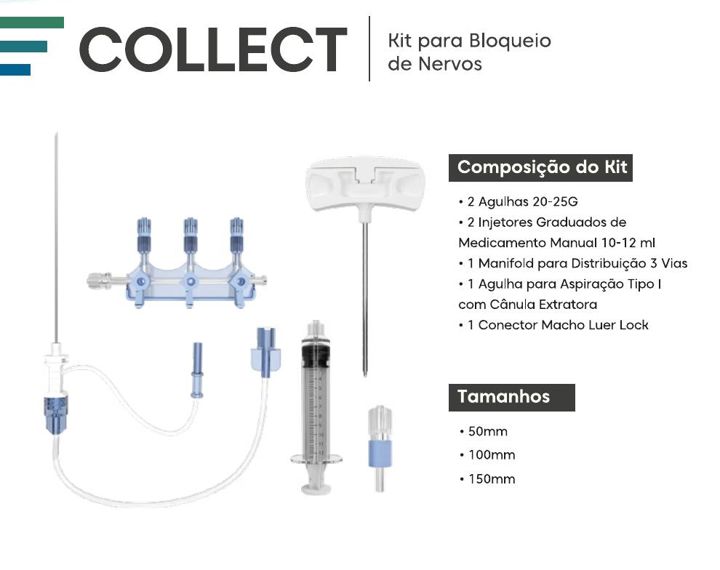 COLLECT
Kit para Bloqueio
de Nervos
Composição do Kit
• 2 Agulhas 20-25G
• 2 Injetores Graduados de
Medicamento Manual 10-12 ml
• 1 Manifold para Distribuição 3 Vias
• 1 Agulha para Aspiração Tipo I
com Cânula Extratora
• 1 Conector Macho Luer Lock
Tamanhos
• 50mm
• 100mm
• 150mm